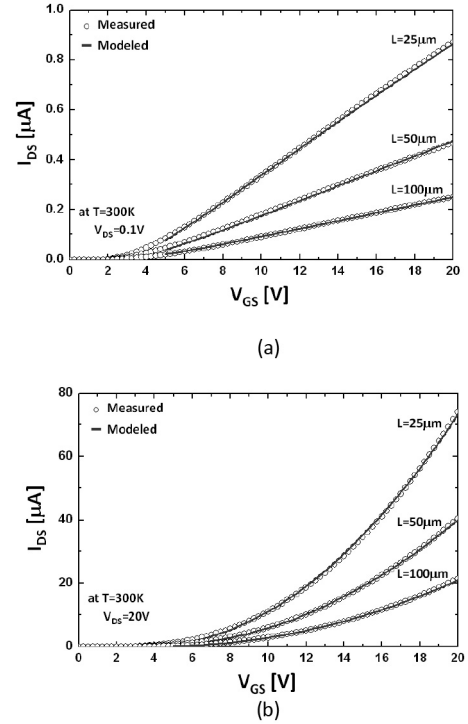 1.0
Measured
Modeled
L=25μm
0.8
0.6
I_DS [μA]
L=50μm
0.4
L=100μm
0.2
at T=300K
V_DS=0.1V
0.0
0 2 4 6 8 10 12 14 16 18 20
V_GS [V]
(a)
80
Measured
Modeled
L=25μm
60
I_DS [μA]
40
L=50μm
L=100μm
20
at T=300K
V_DS=20V
0
0 2 4 6 8 10 12 14 16 18 20
V_GS [V]
(b)